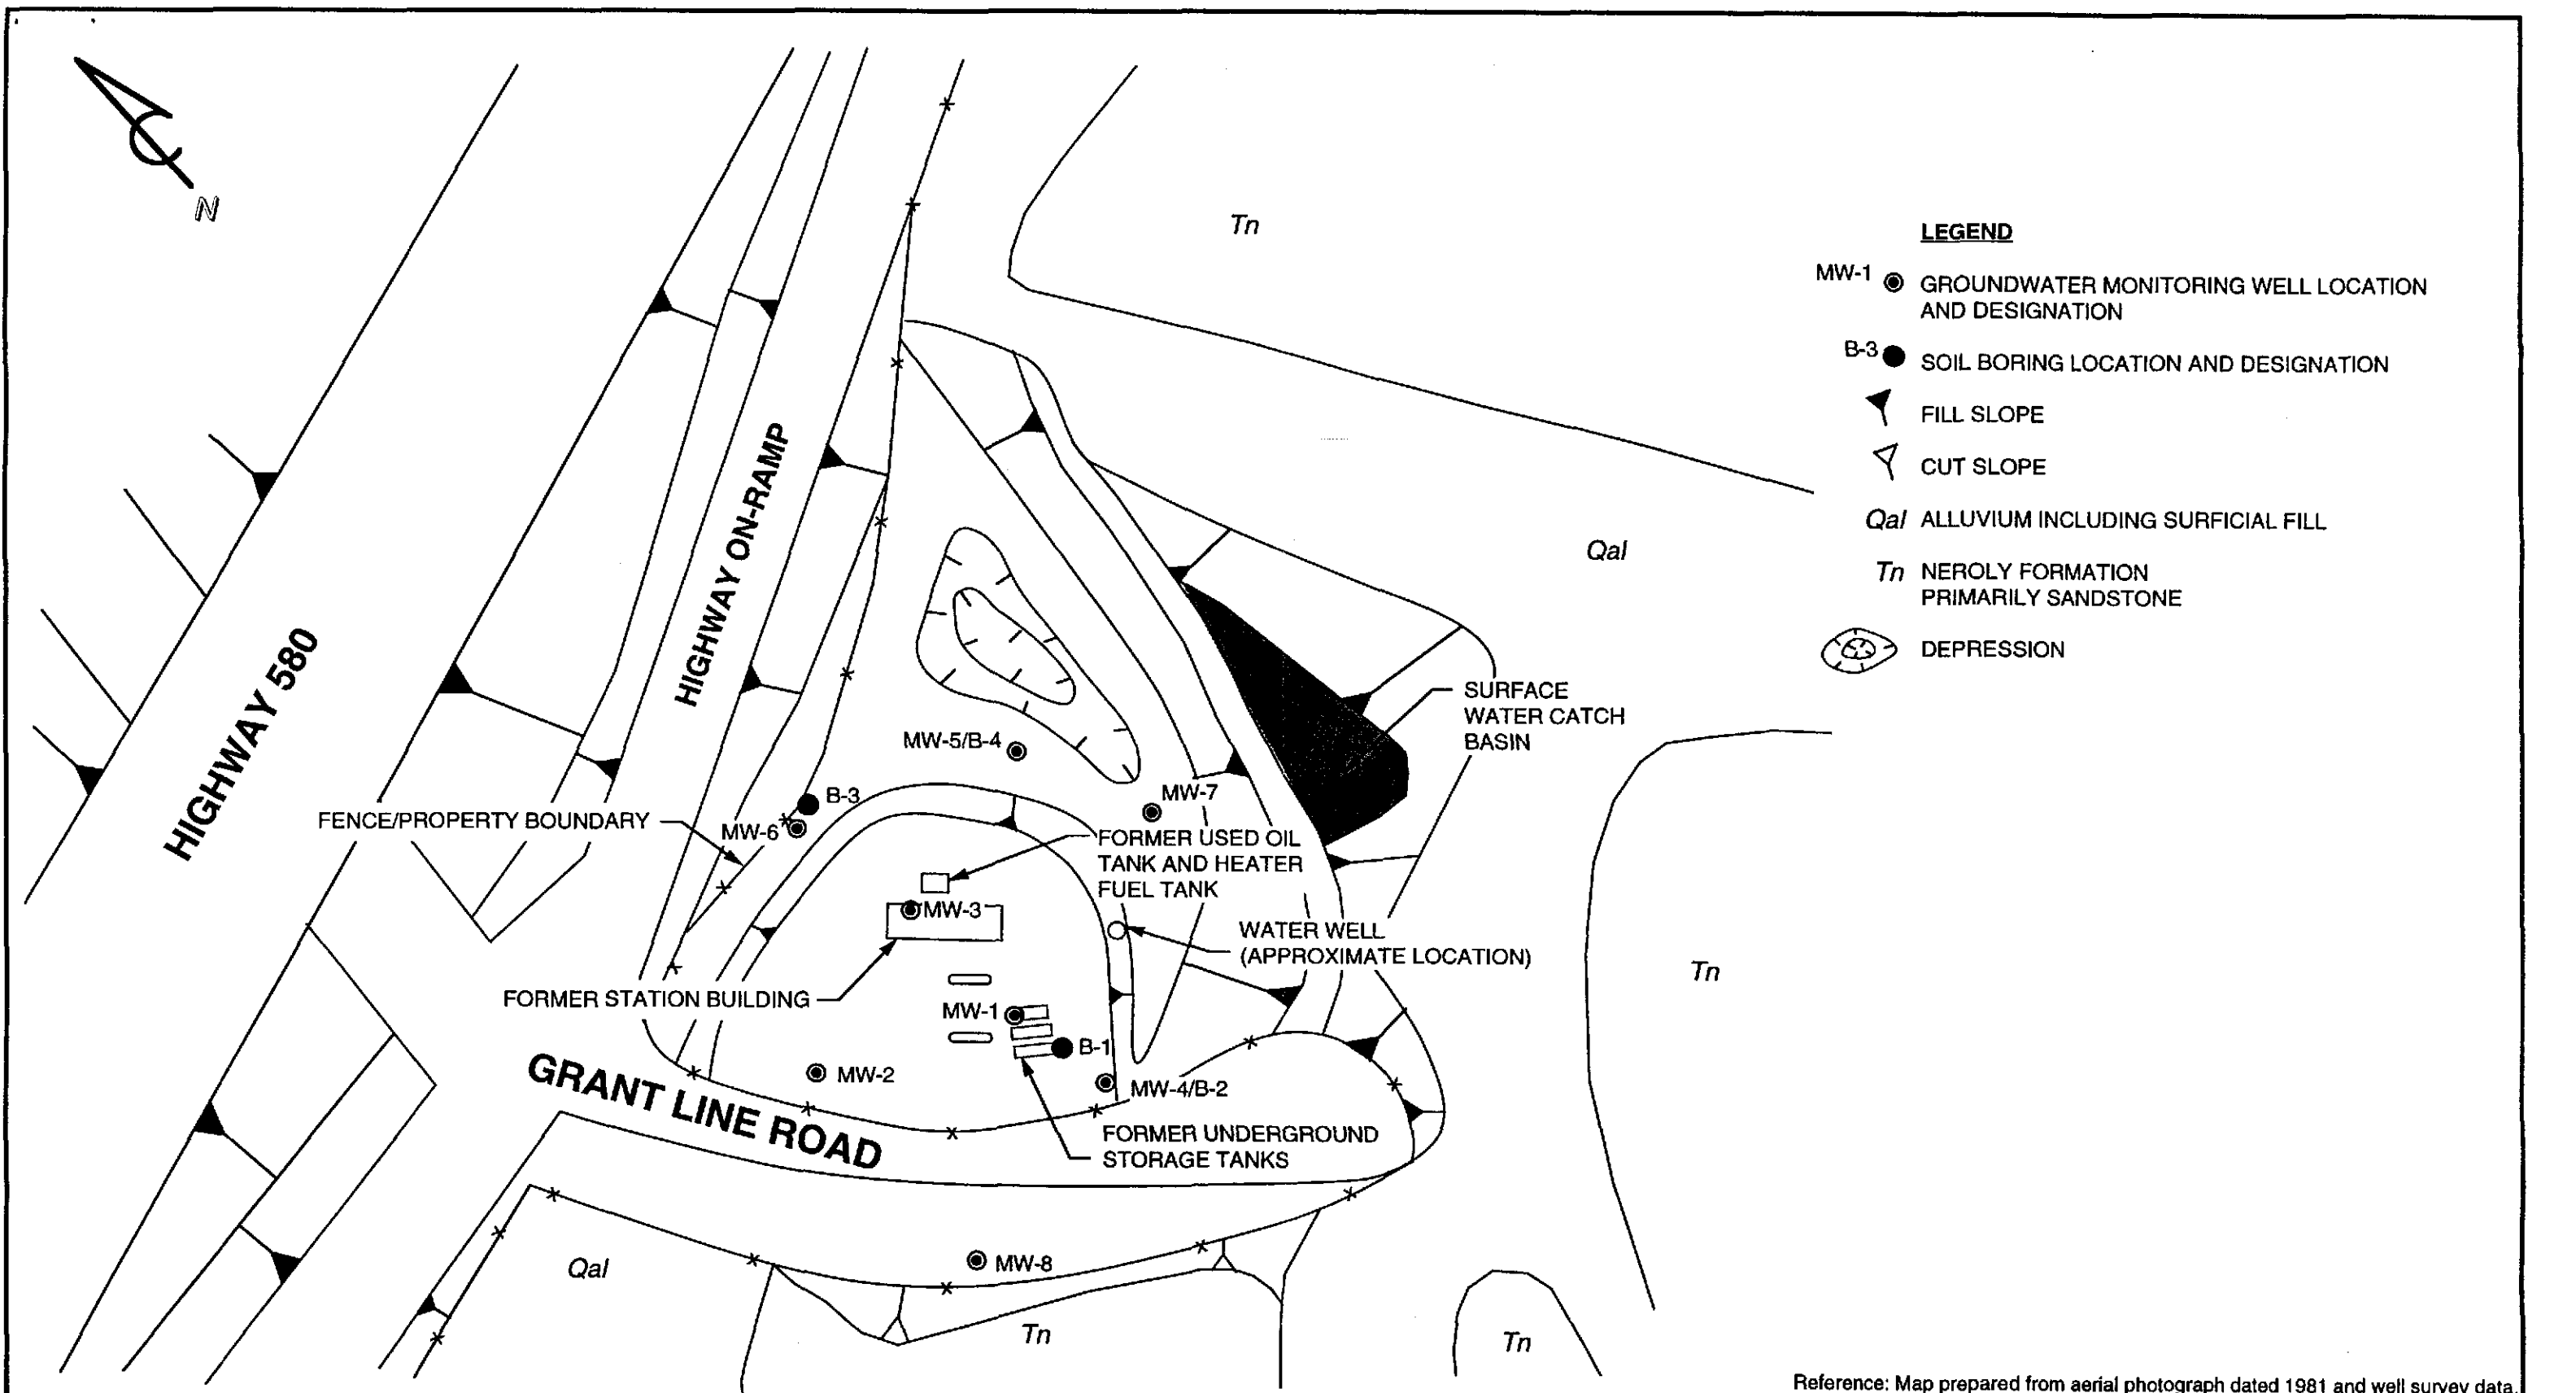 N
Tn
LEGEND
MW-1 GROUNDWATER MONITORING WELL LOCATION
AND DESIGNATION
B-3 SOIL BORING LOCATION AND DESIGNATION
FILL SLOPE
CUT SLOPE
Qal ALLUVIUM INCLUDING SURFICIAL FILL
Tn NEROLY FORMATION
PRIMARILY SANDSTONE
DEPRESSION
Qal
HIGHWAY ON-RAMP
HIGHWAY 580
SURFACE
WATER CATCH
BASIN
MW-5/B-4
MW-7
B-3
FENCE/PROPERTY BOUNDARY
MW-6
FORMER USED OIL
TANK AND HEATER
FUEL TANK
MW-3
WATER WELL
(APPROXIMATE LOCATION)
Tn
FORMER STATION BUILDING
MW-1
B-1
MW-2
MW-4/B-2
GRANT LINE ROAD
FORMER UNDERGROUND
STORAGE TANKS
Qal
MW-8
Tn
Tn
Reference: Map prepared from aerial photograph dated 1981 and well survey data.